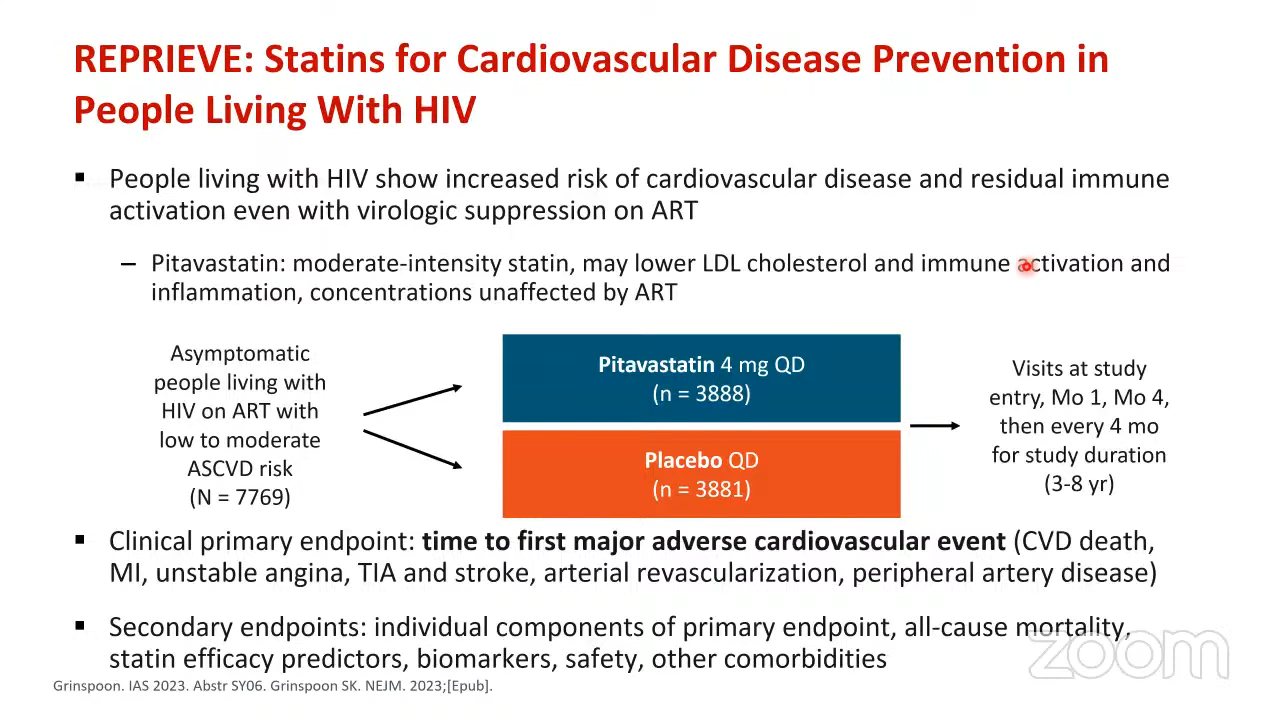 REPRIEVE: Statins for Cardiovascular Disease Prevention in
People Living With HIV
▪ People living with HIV show increased risk of cardiovascular disease and residual immune
activation even with virologic suppression on ART
– Pitavastatin: moderate-intensity statin, may lower LDL cholesterol and immune activation and
inflammation, concentrations unaffected by ART
Asymptomatic
people living with
HIV on ART with
low to moderate
ASCVD risk
(N = 7769)
Pitavastatin 4 mg QD
(n = 3888)
Placebo QD
(n = 3881)
Visits at study
entry, Mo 1, Mo 4,
then every 4 mo
for study duration
(3-8 yr)
▪ Clinical primary endpoint: time to first major adverse cardiovascular event (CVD death,
MI, unstable angina, TIA and stroke, arterial revascularization, peripheral artery disease)
▪ Secondary endpoints: individual components of primary endpoint, all-cause mortality,
statin efficacy predictors, biomarkers, safety, other comorbidities
Grinspoon. IAS 2023. Abstr SY06. Grinspoon SK. NEJM. 2023;[Epub].
zoom